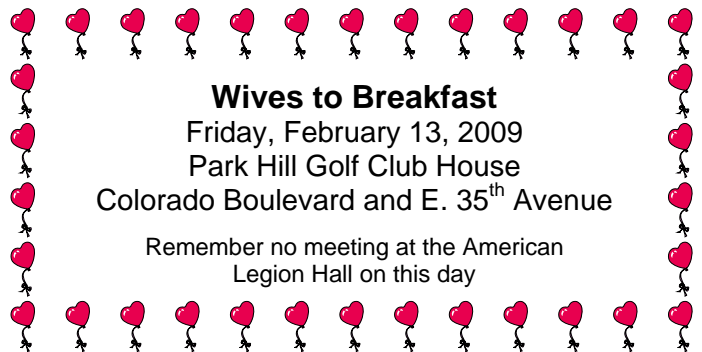 Wives to Breakfast
Friday, February 13, 2009
Park Hill Golf Club House
Colorado Boulevard and E. 35th Avenue
Remember no meeting at the American
Legion Hall on this day